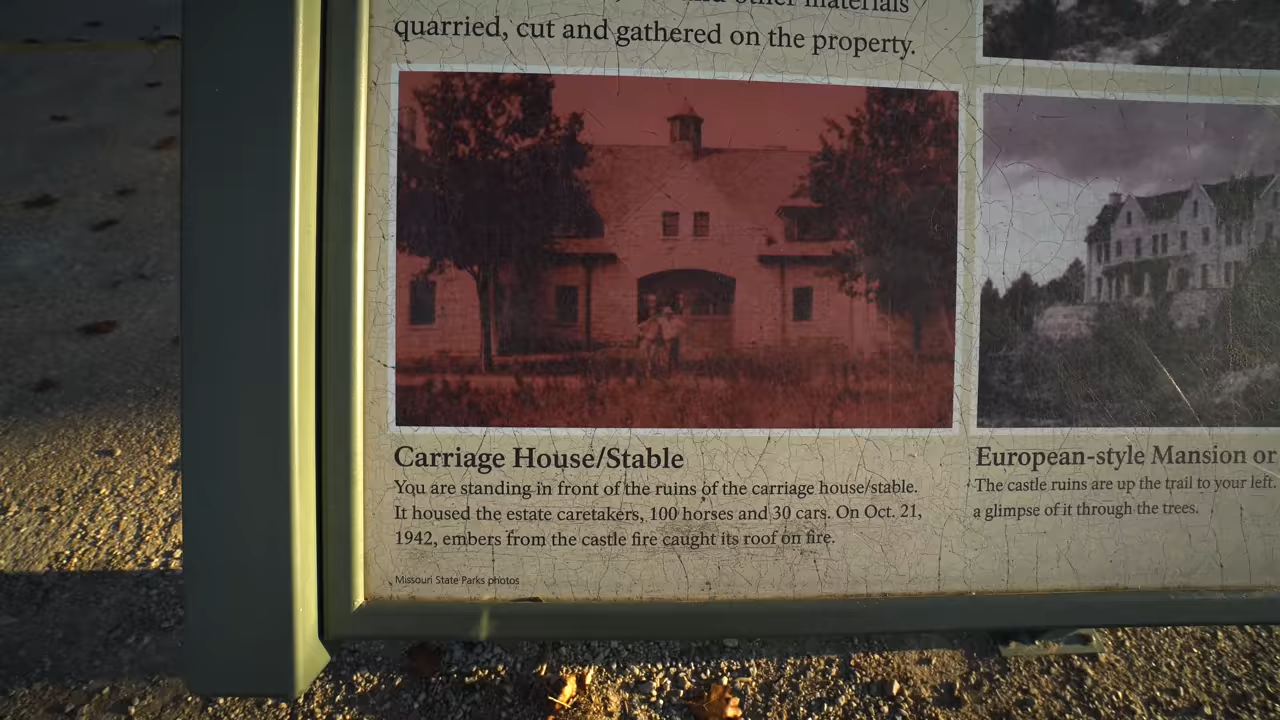 other materials
quarried, cut and gathered on the property.
Carriage House/Stable
You are standing in front of the ruins of the carriage house/stable.
It housed the estate caretakers, 100 horses and 30 cars. On Oct. 21,
1942, embers from the castle fire caught its roof on fire.
Missouri State Parks photos
European-style Mansion or
The castle ruins are up the trail to your left.
a glimpse of it through the trees.